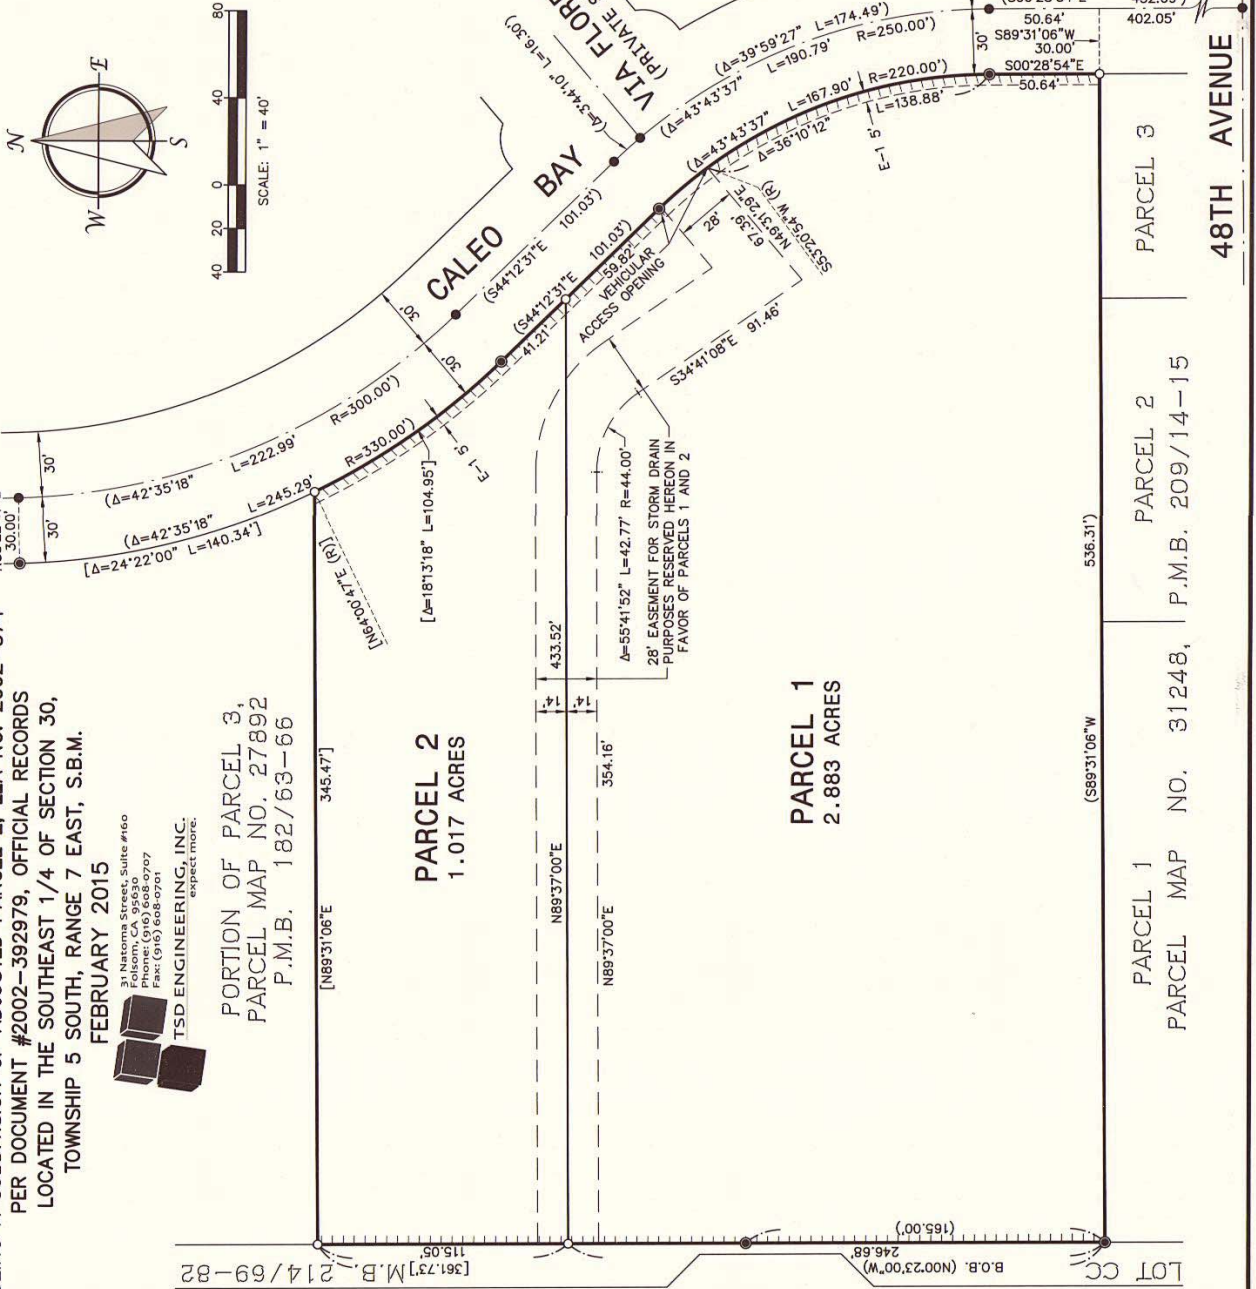 PER DOCUMENT #2002-392979, OFFICIAL RECORDS
LOCATED IN THE SOUTHEAST 1/4 OF SECTION 30,
TOWNSHIP 5 SOUTH, RANGE 7 EAST, S.B.M.
FEBRUARY 2015
31 Natoma Street, Suite #160
Folsom, CA 95630
Phone: (916) 608-0707
Fax: (916) 608-0701
TSD ENGINEERING, INC.
expect more.
N
E
S
W
40 20 0 40 80
SCALE: 1" = 40'
PORTION OF PARCEL 3,
PARCEL MAP NO. 27892
P.M.B. 182/63-66
[N89°31'06"E 345.47']
PARCEL 2
1.017 ACRES
N89°37'00"E 433.52'
14'
14'
N89°37'00"E 354.16'
PARCEL 1
2.883 ACRES
(S89°31'06"W 536.31')
28' EASEMENT FOR STORM DRAIN
PURPOSES RESERVED HEREON IN
FAVOR OF PARCELS 1 AND 2
Δ=55°41'52" L=42.77' R=44.00'
S34°41'08"E 91.46'
30.00'
30'
30'
(Δ=42°35'18" L=222.99' R=300.00')
(Δ=42°35'18" L=245.29' R=330.00')
[Δ=24°22'00" L=140.34']
[N64°00'47"E (R)]
[Δ=18°13'18" L=104.95']
E-1 5'
30'
30'
CALEO BAY
(S44°12'31"E 101.03')
(S44°12'31"E 101.03')
41.21'
59.82'
VEHICULAR
ACCESS OPENING
28'
67.39'
N49°31'29"E
S53°20'54"W (R)
VIA FLORE
(PRIVATE S
(Δ=3°44'10" L=16.30')
(Δ=39°59'27" L=174.49')
(Δ=43°43'37" L=190.79' R=250.00')
(Δ=43°43'37" L=167.90' R=220.00')
Δ=36°10'12" L=138.88'
E-1 5'
30'
50.64'
402.05'
S89°31'06"W
30.00'
S00°28'54"E
50.64'
48TH AVENUE
PARCEL 3
PARCEL 2
PARCEL 1
PARCEL MAP NO. 31248, P.M.B. 209/14-15
[361.73'] M.B. 214/69-82
115.05'
246.68'
(165.00')
B.O.B. (N00°23'00"W)
LOT CC